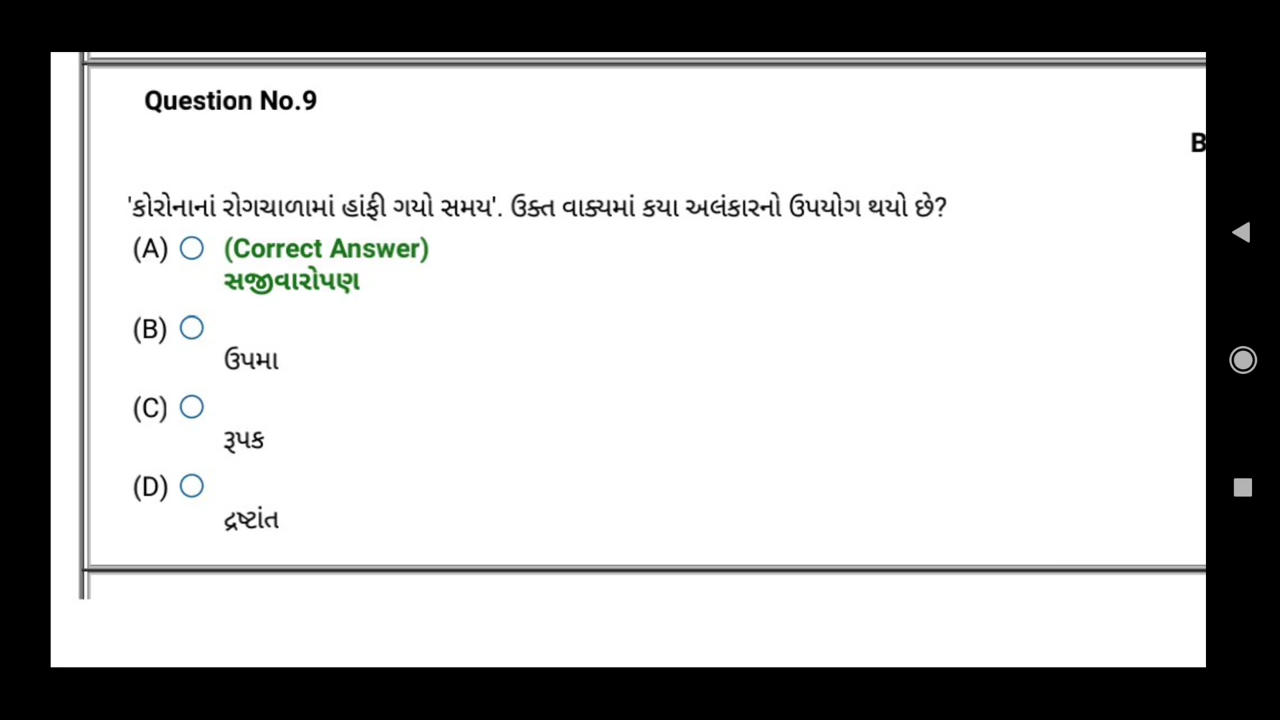 Question No.9
B
'કોરોનાનાં રોગચાળામાં હાંફી ગયો સમય'. ઉક્ત વાક્યમાં કયા અલંકારનો ઉપયોગ થયો છે?
(A) (Correct Answer)
સજીવારોપણ
(B)
ઉપમા
(C)
રૂપક
(D)
દ્રષ્ટાંત